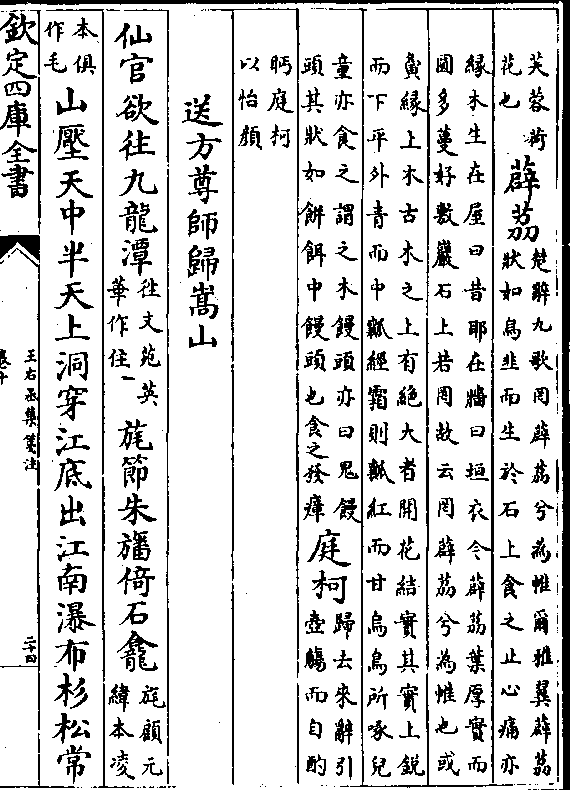 芙蓉荷
花也
薜荔
楚辭九歌罔薜荔兮為帷爾雅翼薜荔
狀如烏韭而生於石上食之止心痛亦
緣木生在屋曰昔耶在牆曰垣衣今薜荔葉厚實而
圓多蔓好敷巖石上若罔故云罔薜荔兮為帷也或
夤緣上木古木之上有絶大者開花結實其實上銳
而下平外青而中瓤經霜則瓤紅而甘烏鳥所啄兒
童亦食之謂之木饅頭亦曰鬼饅
頭其狀如餅餌中饅頭也食之發瘴
庭柯
歸去來辭引
壺觴而自酌
眄庭柯
以怡顏
送方尊師歸嵩山
仙官欲往九龍潭
往文苑英
華作住一
旄節朱旛倚石龕
旄顧元
緯本凌
本俱
作毛
山壓天中半天上洞穿江底出江南瀑布杉松常
欽定四庫全書
王右丞集箋注
卷十
二十四